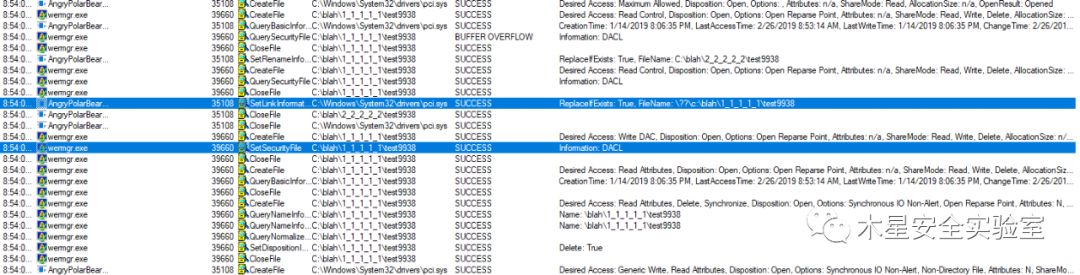 8:54:0... AngryPolarBear... 35108 CreateFile C:\Windows\System32\drivers\pci.sys SUCCESS Desired Access: Maximum Allowed, Disposition: Open, Options: , Attributes: n/a, ShareMode: Read, Write, AllocationSize: n/a, OpenResult: Opened
8:54:0... wermgr.exe 39660 CreateFile C:\blah\1_1_1_1_1\test9938 SUCCESS Desired Access: Read Control, Disposition: Open, Options: Open Reparse Point, Attributes: n/a, ShareMode: Read, Write, Delete, AllocationSize: n/...
8:54:0... AngryPolarBear... 35108 QueryBasicInfor...C:\Windows\System32\drivers\pci.sys SUCCESS CreationTime: 1/14/2019 8:06:35 PM, LastAccessTime: 2/26/2019 8:53:14 AM, LastWriteTime: 1/14/2019 8:06:35 PM, ChangeTime: 2/26/201...
8:54:0... wermgr.exe 39660 QuerySecurityFile C:\blah\1_1_1_1_1\test9938 BUFFER OVERFLOW Information: DACL
8:54:0... wermgr.exe 39660 CloseFile C:\blah\1_1_1_1_1\test9938 SUCCESS
8:54:0... AngryPolarBear... 35108 SetRenameInfo...C:\blah\1_1_1_1_1\test9938 SUCCESS ReplaceIfExists: True, FileName: C:\blah\2_2_2_2_2\test9938
8:54:0... wermgr.exe 39660 CreateFile C:\blah\1_1_1_1_1\test9938 SUCCESS Desired Access: Read Control, Disposition: Open, Options: Open Reparse Point, Attributes: n/a, ShareMode: Read, Write, Delete, AllocationSize: n/...
8:54:0... wermgr.exe 39660 QuerySecurityFile C:\blah\1_1_1_1_1\test9938 SUCCESS Information: DACL
8:54:0... wermgr.exe 39660 CloseFile C:\blah\1_1_1_1_1\test9938 SUCCESS
8:54:0... AngryPolarBear... 35108 SetLinkInformat...C:\Windows\System32\drivers\pci.sys SUCCESS ReplaceIfExists: True, FileName: \??\c:\blah\1_1_1_1_1\test9938
8:54:0... AngryPolarBear... 35108 CloseFile C:\blah\2_2_2_2_2\test9938 SUCCESS
8:54:0... AngryPolarBear... 35108 CloseFile C:\Windows\System32\drivers\pci.sys SUCCESS
8:54:0... wermgr.exe 39660 CreateFile C:\blah\1_1_1_1_1\test9938 SUCCESS Desired Access: Write DAC, Disposition: Open, Options: Open Reparse Point, Attributes: n/a, ShareMode: Read, Write, Delete, AllocationSize: n/...
8:54:0... wermgr.exe 39660 SetSecurityFile C:\blah\1_1_1_1_1\test9938 SUCCESS Information: DACL
8:54:0... wermgr.exe 39660 CloseFile C:\blah\1_1_1_1_1\test9938 SUCCESS
8:54:0... wermgr.exe 39660 CreateFile C:\blah\1_1_1_1_1\test9938 SUCCESS Desired Access: Read Attributes, Disposition: Open, Options: Open Reparse Point, Attributes: n/a, ShareMode: Read, Write, Delete, AllocationSiz...
8:54:0... wermgr.exe 39660 QueryBasicInfor...C:\blah\1_1_1_1_1\test9938 SUCCESS CreationTime: 1/14/2019 8:06:35 PM, LastAccessTime: 2/26/2019 8:53:14 AM, LastWriteTime: 1/14/2019 8:06:35 PM, ChangeTime: 2/26/201...
8:54:0... wermgr.exe 39660 CloseFile C:\blah\1_1_1_1_1\test9938 SUCCESS
8:54:0... wermgr.exe 39660 CreateFile C:\blah\1_1_1_1_1\test9938 SUCCESS Desired Access: Read Attributes, Delete, Synchronize, Disposition: Open, Options: Synchronous IO Non-Alert, Open Reparse Point, Attributes: N, ...
8:54:0... wermgr.exe 39660 QueryNameInfo...C:\blah\1_1_1_1_1\test9938 SUCCESS Name: \blah\1_1_1_1_1\test9938
8:54:0... wermgr.exe 39660 QueryNameInfo...C:\blah\1_1_1_1_1\test9938 SUCCESS Name: \blah\1_1_1_1_1\test9938
8:54:0... wermgr.exe 39660 QueryNormalize...C:\blah\1_1_1_1_1\test9938 SUCCESS
8:54:0... wermgr.exe 39660 SetDispositionI...C:\blah\1_1_1_1_1\test9938 SUCCESS Delete: True
8:54:0... wermgr.exe 39660 CloseFile C:\blah\1_1_1_1_1\test9938 SUCCESS
8:54:0... AngryPolarBear... 35108 CreateFile C:\Windows\System32\drivers\pci.sys SUCCESS Desired Access: Generic Write, Read Attributes, Disposition: Open, Options: Synchronous IO Non-Alert, Non-Directory File, Attributes: N, ...
木星安全实验室